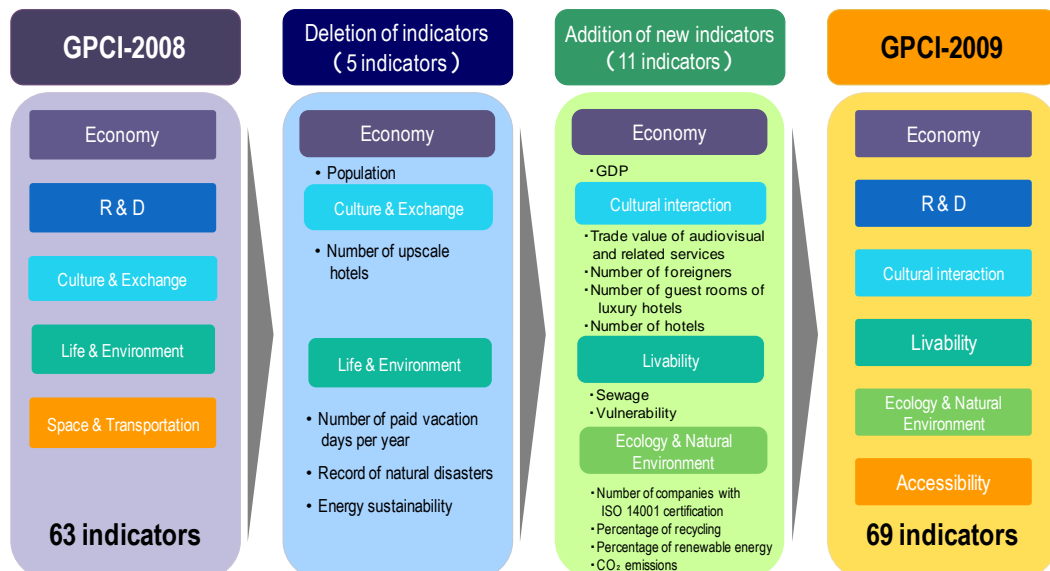 GPCI-2008
Economy
R & D
Culture & Exchange
Life & Environment
Space & Transportation
63 indicators
Deletion of indicators
( 5 indicators )
Economy
• Population
Culture & Exchange
• Number of upscale
hotels
Life & Environment
• Number of paid vacation
days per year
• Record of natural disasters
• Energy sustainability
Addition of new indicators
( 11 indicators )
Economy
・GDP
Cultural interaction
・Trade value of audiovisual
and related services
・Number of foreigners
・Number of guest rooms of
luxury hotels
・Number of hotels
Livability
・Sewage
・Vulnerability
Ecology & Natural
Environment
・Number of companies with
ISO 14001 certification
・Percentage of recycling
・Percentage of renewable energy
・CO₂ emissions
GPCI-2009
Economy
R & D
Cultural interaction
Livability
Ecology & Natural
Environment
Accessibility
69 indicators